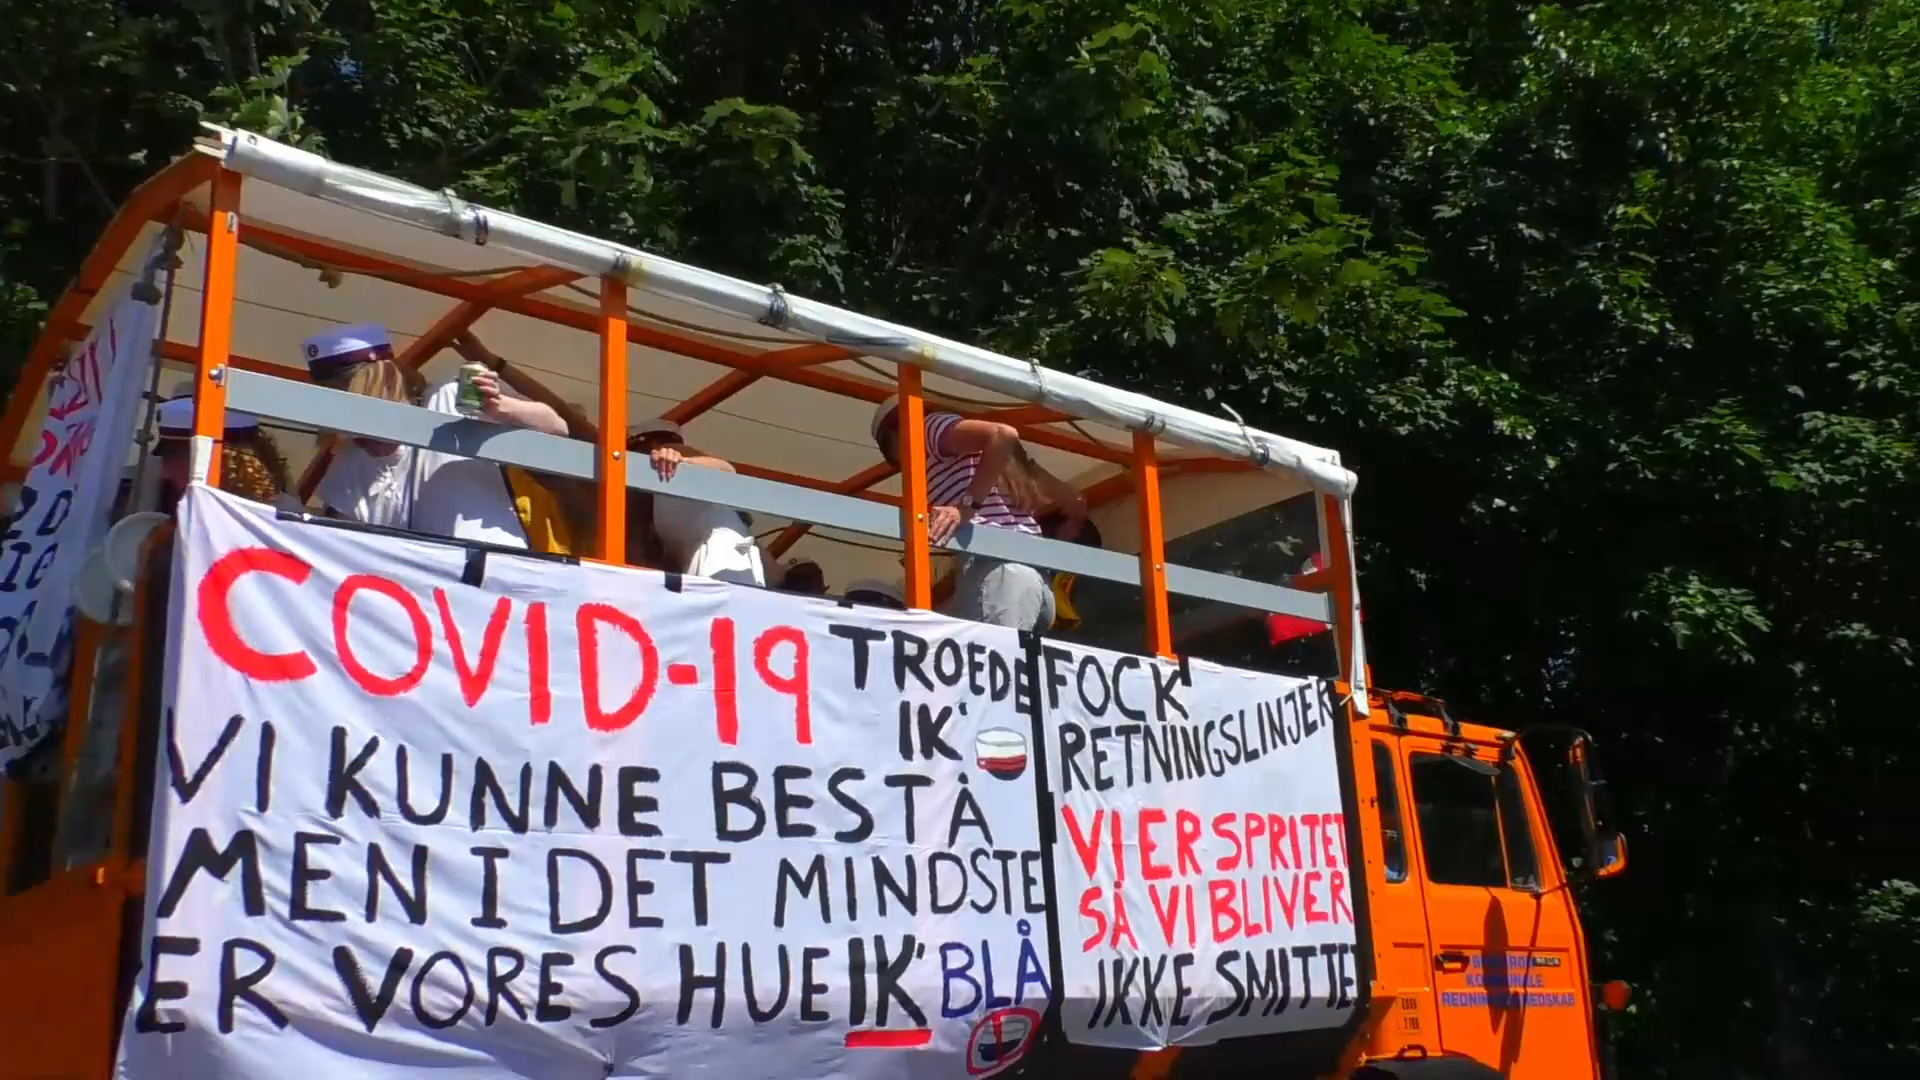 COVID-19 TROEDE
IK'
VI KUNNE BESTÅ
MEN I DET MINDSTE
ER VORES HUE IK' BLÅ
FOCK
RETNINGSLINJER
VI ER SPRITET
SÅ VI BLIVER
IKKE SMITTET